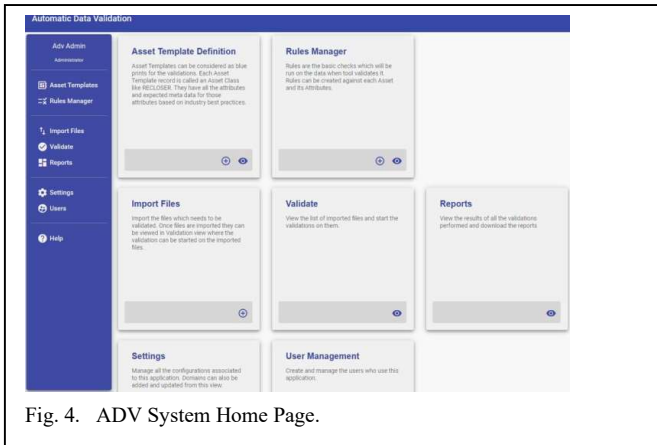 Automatic Data Validation
Adv Admin
Administrator
Asset Templates
Rules Manager
Import Files
Validate
Reports
Settings
Users
Help
Asset Template Definition
Asset Templates can be considered as blue
prints for the validations. Each Asset
Template record is called an Asset Class
like RECLOSER. They have all the attributes
and expected meta data for those
attributes based on industry best practices.
Rules Manager
Rules are the basic checks which will be
run on the data when tool validates it.
Rules can be created against each Asset
and its Attributes.
Import Files
Import the files which needs to be
validated. Once files are imported they can
be viewed in Validation view where the
validation can be started on the imported
files.
Validate
View the list of imported files and start the
validations on them.
Reports
View the results of all the validations
performed and download the reports
Settings
Manage all the configurations associated
to this application. Domains can also be
added and updated from this view.
User Management
Create and manage the users who use this
application.
Fig. 4. ADV System Home Page.